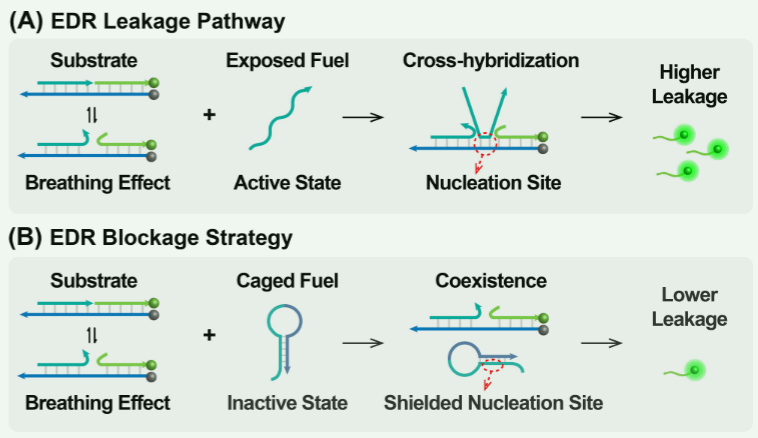 (A) EDR Leakage Pathway
Substrate
Exposed Fuel
Cross-hybridization
Higher
Leakage
+
Breathing Effect
Active State
Nucleation Site
(B) EDR Blockage Strategy
Substrate
Caged Fuel
Coexistence
Lower
Leakage
+
Breathing Effect
Inactive State
Shielded Nucleation Site